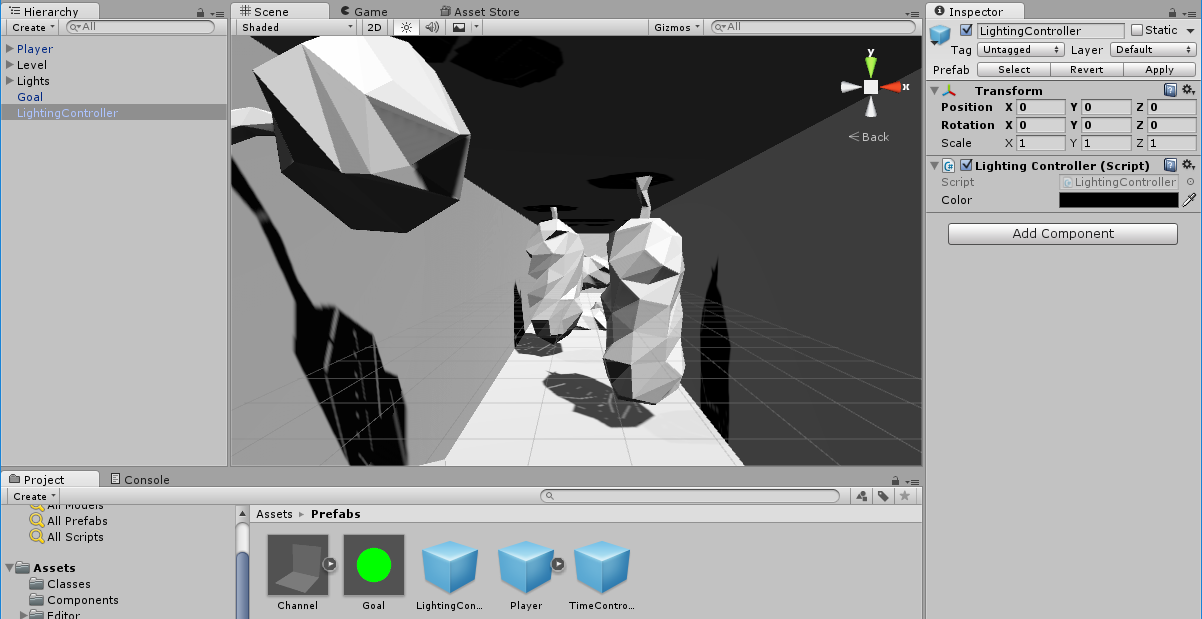 Hierarchy
Create All
Player
Level
Lights
Goal
LightingController
Scene Game Asset Store
Shaded 2D Gizmos All
y
x
Back
Inspector
LightingController Static
Tag Untagged Layer Default
Prefab Select Revert Apply
Transform
Position X 0 Y 0 Z 0
Rotation X 0 Y 0 Z 0
Scale X 1 Y 1 Z 1
Lighting Controller (Script)
Script LightingController
Color
Add Component
Project Console
Create
All Models
All Prefabs
All Scripts
Assets
Classes
Components
Editor
Assets Prefabs
Channel Goal LightingCon... Player TimeContro...